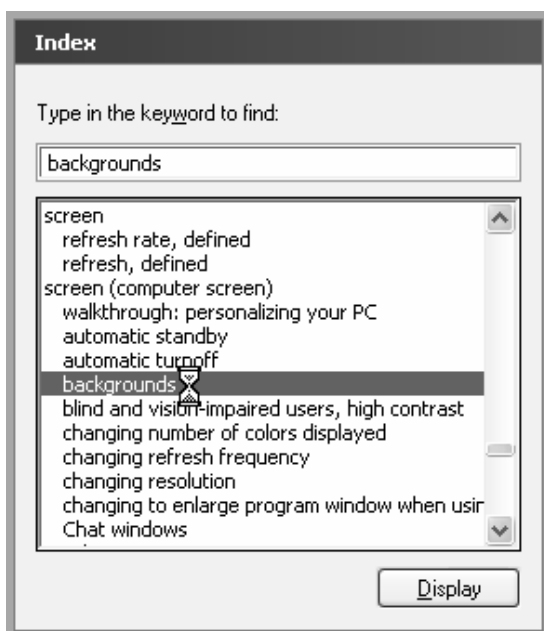 Index
Type in the keyword to find:
backgrounds
screen
refresh rate, defined
refresh, defined
screen (computer screen)
walkthrough: personalizing your PC
automatic standby
automatic turnoff
backgrounds
blind and vision-impaired users, high contrast
changing number of colors displayed
changing refresh frequency
changing resolution
changing to enlarge program window when usin
Chat windows
Display